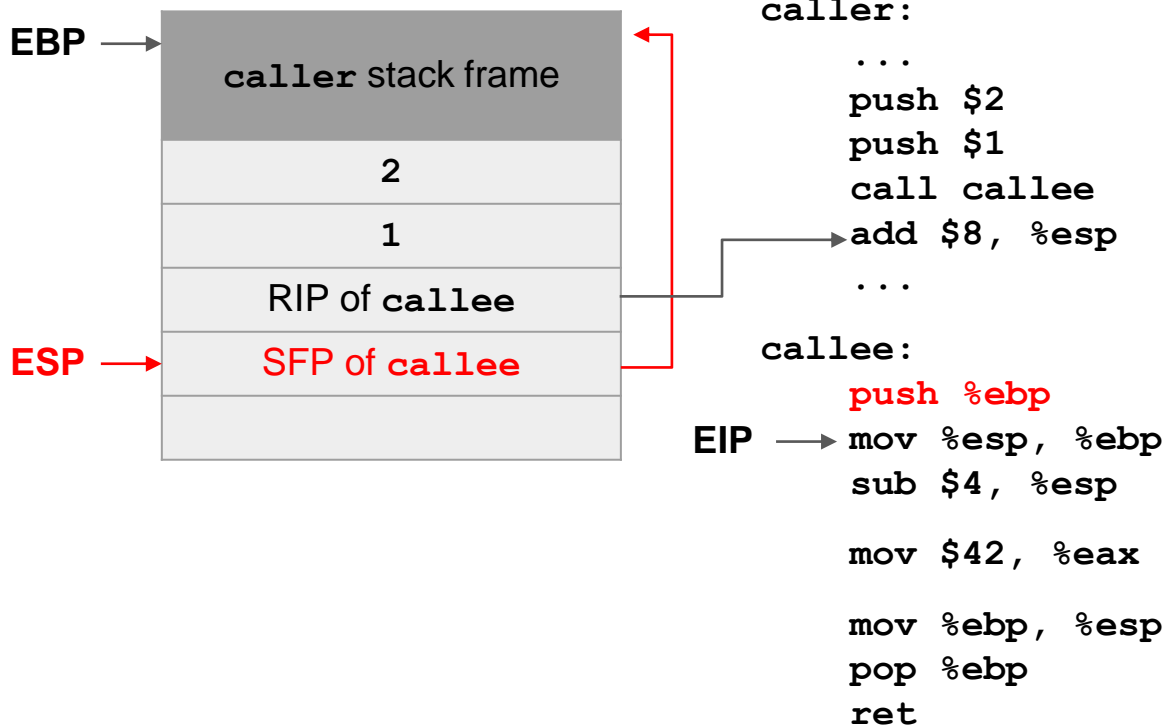 EBP
caller stack frame
2
1
RIP of callee
ESP
SFP of callee
caller:
...
push $2
push $1
call callee
add $8, %esp
...
callee:
push %ebp
EIP
mov %esp, %ebp
sub $4, %esp
mov $42, %eax
mov %ebp, %esp
pop %ebp
ret